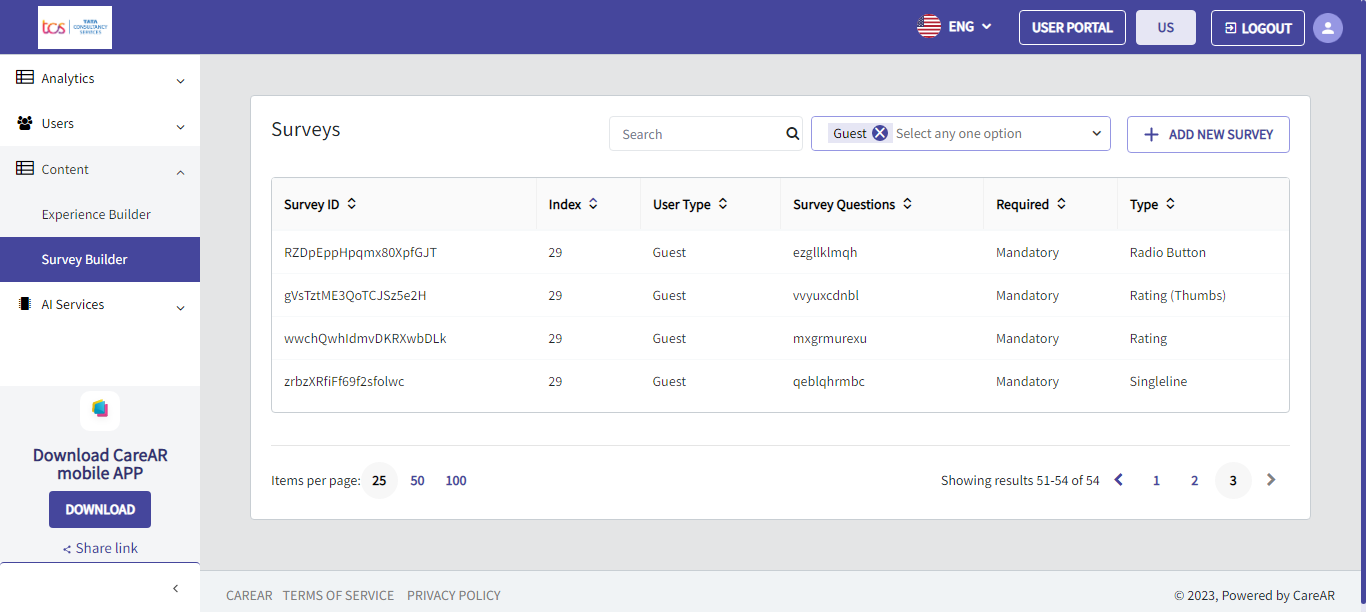 tcs TATA CONSULTANCY SERVICES
ENG
USER PORTAL
US
LOGOUT
Analytics
Users
Content
Experience Builder
Survey Builder
AI Services
Download CareAR
mobile APP
DOWNLOAD
Share link
Surveys
Search
Guest Select any one option
ADD NEW SURVEY
Survey ID Index User Type Survey Questions Required Type
RZDpEppHpqmx80XpfGJT 29 Guest ezgllklmqh Mandatory Radio Button
gVsTztME3QoTCJSz5e2H 29 Guest vvyuxcdnbl Mandatory Rating (Thumbs)
wwchQwhIdmvDKRXwbDLk 29 Guest mxgrmurexu Mandatory Rating
zrbzXRfiFf69f2sfolwc 29 Guest qeblqhrmbc Mandatory Singleline
Items per page: 25 50 100
Showing results 51-54 of 54 1 2 3
CAREAR TERMS OF SERVICE PRIVACY POLICY
© 2023, Powered by CareAR